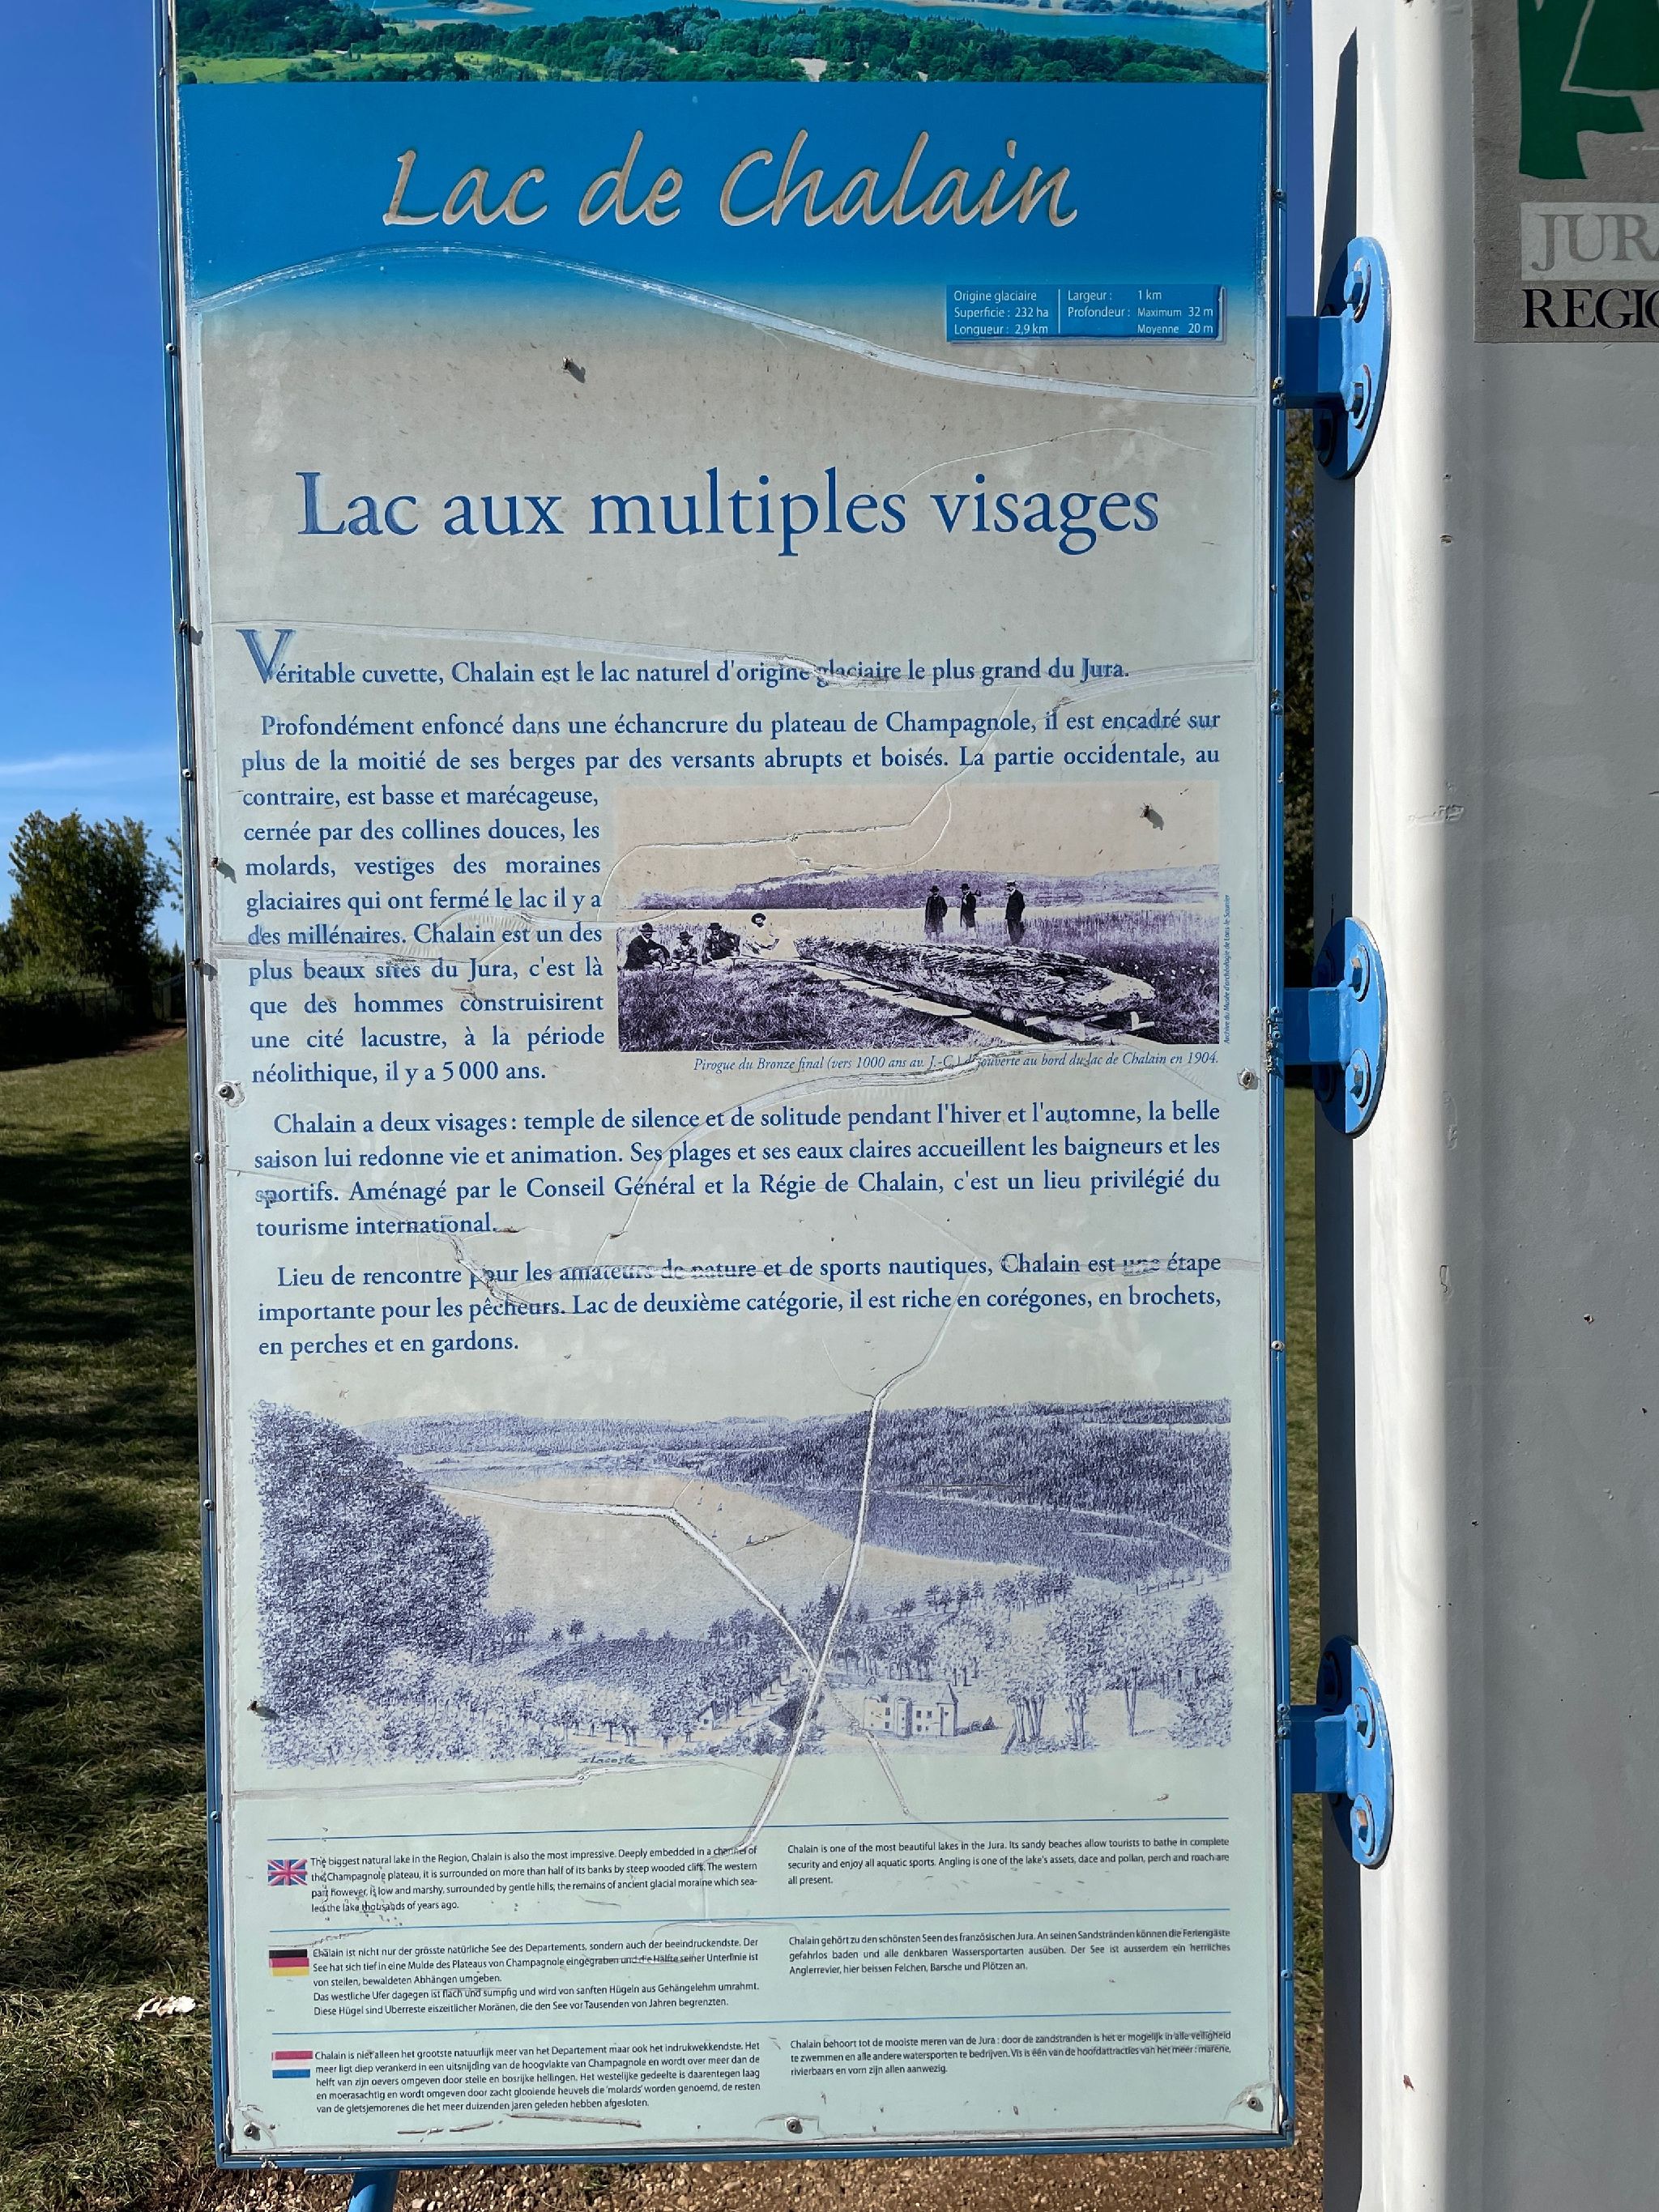 Lac de Chalain
Origine glaciaire
Superficie : 232 ha
Longueur : 2,9 km
Largeur : 1 km
Profondeur : Maximum 32 m
Moyenne 20 m
JURA
REGIO
Lac aux multiples visages
Véritable cuvette, Chalain est le lac naturel d'origine glaciaire le plus grand du Jura.
Profondément enfoncé dans une échancrure du plateau de Champagnole, il est encadré sur
plus de la moitié de ses berges par des versants abrupts et boisés. La partie occidentale, au
contraire, est basse et marécageuse,
cernée par des collines douces, les
molards, vestiges des moraines
glaciaires qui ont fermé le lac il y a
des millénaires. Chalain est un des
plus beaux sites du Jura, c'est là
que des hommes construisirent
une cité lacustre, à la période
néolithique, il y a 5 000 ans.
Archive du Musée d'archéologie de Lons-le-Saunier
Pirogue du Bronze final (vers 1000 ans av. J.-C.) découverte au bord du lac de Chalain en 1904.
Chalain a deux visages : temple de silence et de solitude pendant l'hiver et l'automne, la belle
saison lui redonne vie et animation. Ses plages et ses eaux claires accueillent les baigneurs et les
sportifs. Aménagé par le Conseil Général et la Régie de Chalain, c'est un lieu privilégié du
tourisme international.
Lieu de rencontre pour les amateurs de nature et de sports nautiques, Chalain est une étape
importante pour les pêcheurs. Lac de deuxième catégorie, il est riche en corégones, en brochets,
en perches et en gardons.
The biggest natural lake in the Region, Chalain is also the most impressive. Deeply embedded in a channel of
the Champagnole plateau, it is surrounded on more than half of its banks by steep wooded cliffs. The western
part however, is low and marshy, surrounded by gentle hills, the remains of ancient glacial moraine which sea-
led the lake thousands of years ago.
Chalain is one of the most beautiful lakes in the Jura. Its sandy beaches allow tourists to bathe in complete
security and enjoy all aquatic sports. Angling is one of the lake's assets, dace and pollan, perch and roach are
all present.
Chalain ist nicht nur der grösste natürliche See des Departements, sondern auch der beeindruckendste. Der
See hat sich tief in eine Mulde des Plateaus von Champagnole eingegraben und die Hälfte seiner Unterlinie ist
von steilen, bewaldeten Abhängen umgeben.
Das westliche Ufer dagegen ist flach und sumpfig und wird von sanften Hügeln aus Gehängelehm umrahmt.
Diese Hügel sind Uberreste eiszeitlicher Moränen, die den See vor Tausenden von Jahren begrenzten.
Chalain gehört zu den schönsten Seen des französischen Jura. An seinen Sandstränden können die Feriengäste
gefahrlos baden und alle denkbaren Wassersportarten ausüben. Der See ist ausserdem ein herrliches
Anglerrevier, hier beissen Felchen, Barsche und Plötzen an.
Chalain is niet alleen het grootste natuurlijk meer van het Departement maar ook het indrukwekkendste. Het
meer ligt diep verankerd in een uitsnijding van de hoogvlakte van Champagnole en wordt over meer dan de
helft van zijn oevers omgeven door steile en bosrijke hellingen. Het westelijke gedeelte is daarentegen laag
en moerasachtig en wordt omgeven door zacht glooiende heuvels die 'molards' worden genoemd, de resten
van de gletsjemorenes die het meer duizenden jaren geleden hebben afgesloten.
Chalain behoort tot de mooiste meren van de Jura : door de zandstranden is het er mogelijk in alle veiligheid
te zwemmen en alle andere watersporten te bedrijven. Vis is één van de hoofdattracties van het meer : marene,
rivierbaars en vorn zijn allen aanwezig.